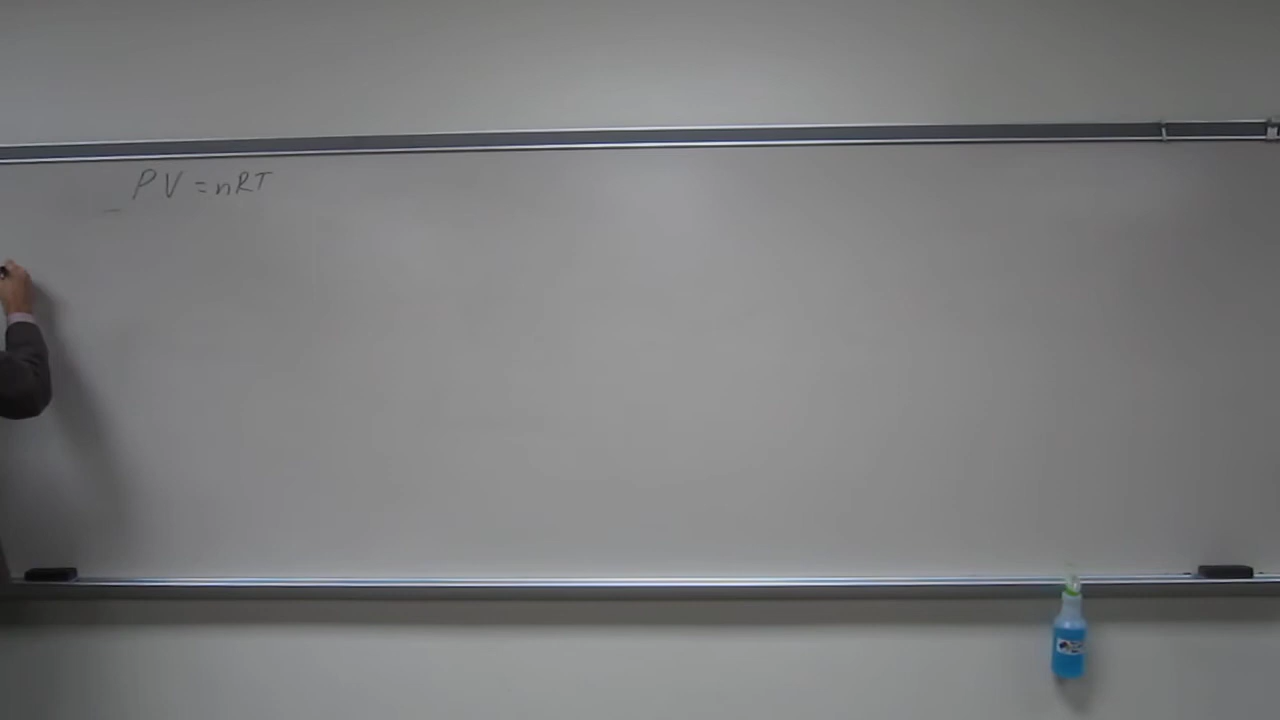 PV = nRT